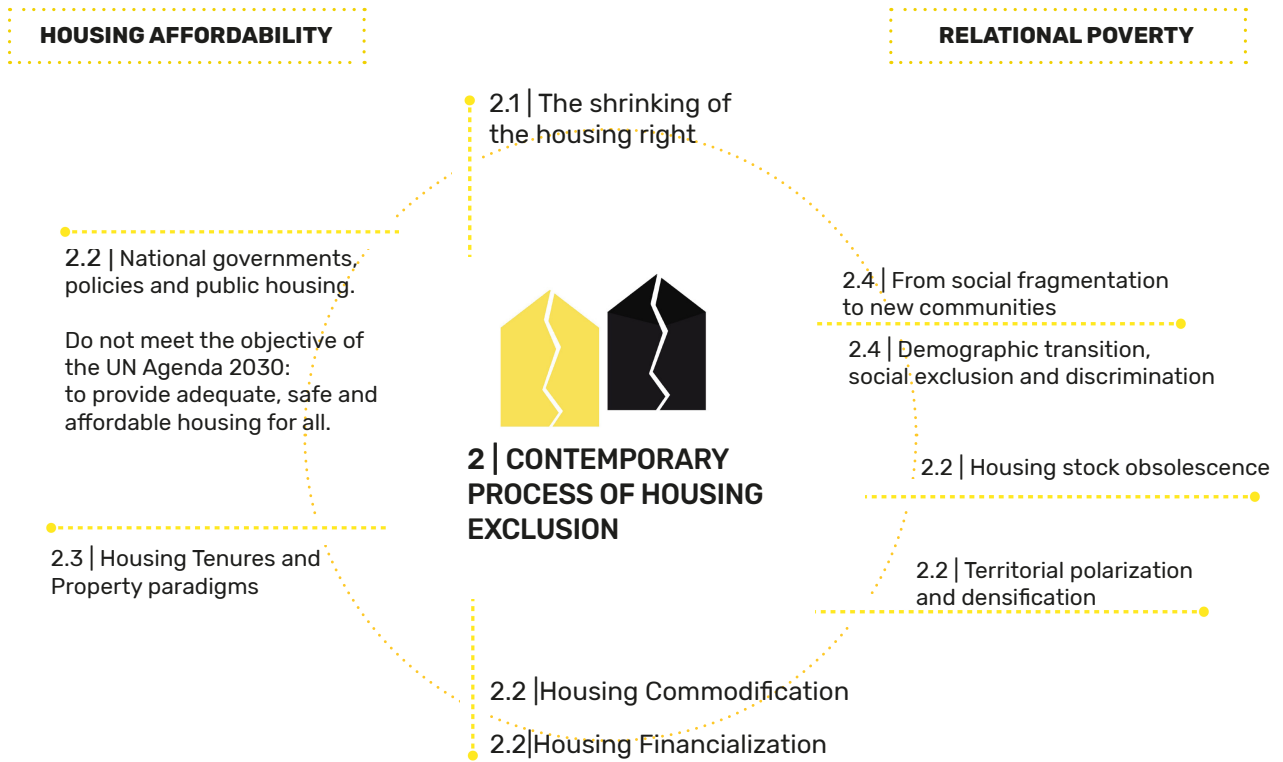 HOUSING AFFORDABILITY
RELATIONAL POVERTY
2.1 | The shrinking of
the housing right
2.2 | National governments,
policies and public housing.
Do not meet the objective of
the UN Agenda 2030:
to provide adequate, safe and
affordable housing for all.
2.3 | Housing Tenures and
Property paradigms
2 | CONTEMPORARY
PROCESS OF HOUSING
EXCLUSION
2.4 | From social fragmentation
to new communities
2.4 | Demographic transition,
social exclusion and discrimination
2.2 | Housing stock obsolescence
2.2 | Territorial polarization
and densification
2.2 |Housing Commodification
2.2|Housing Financialization